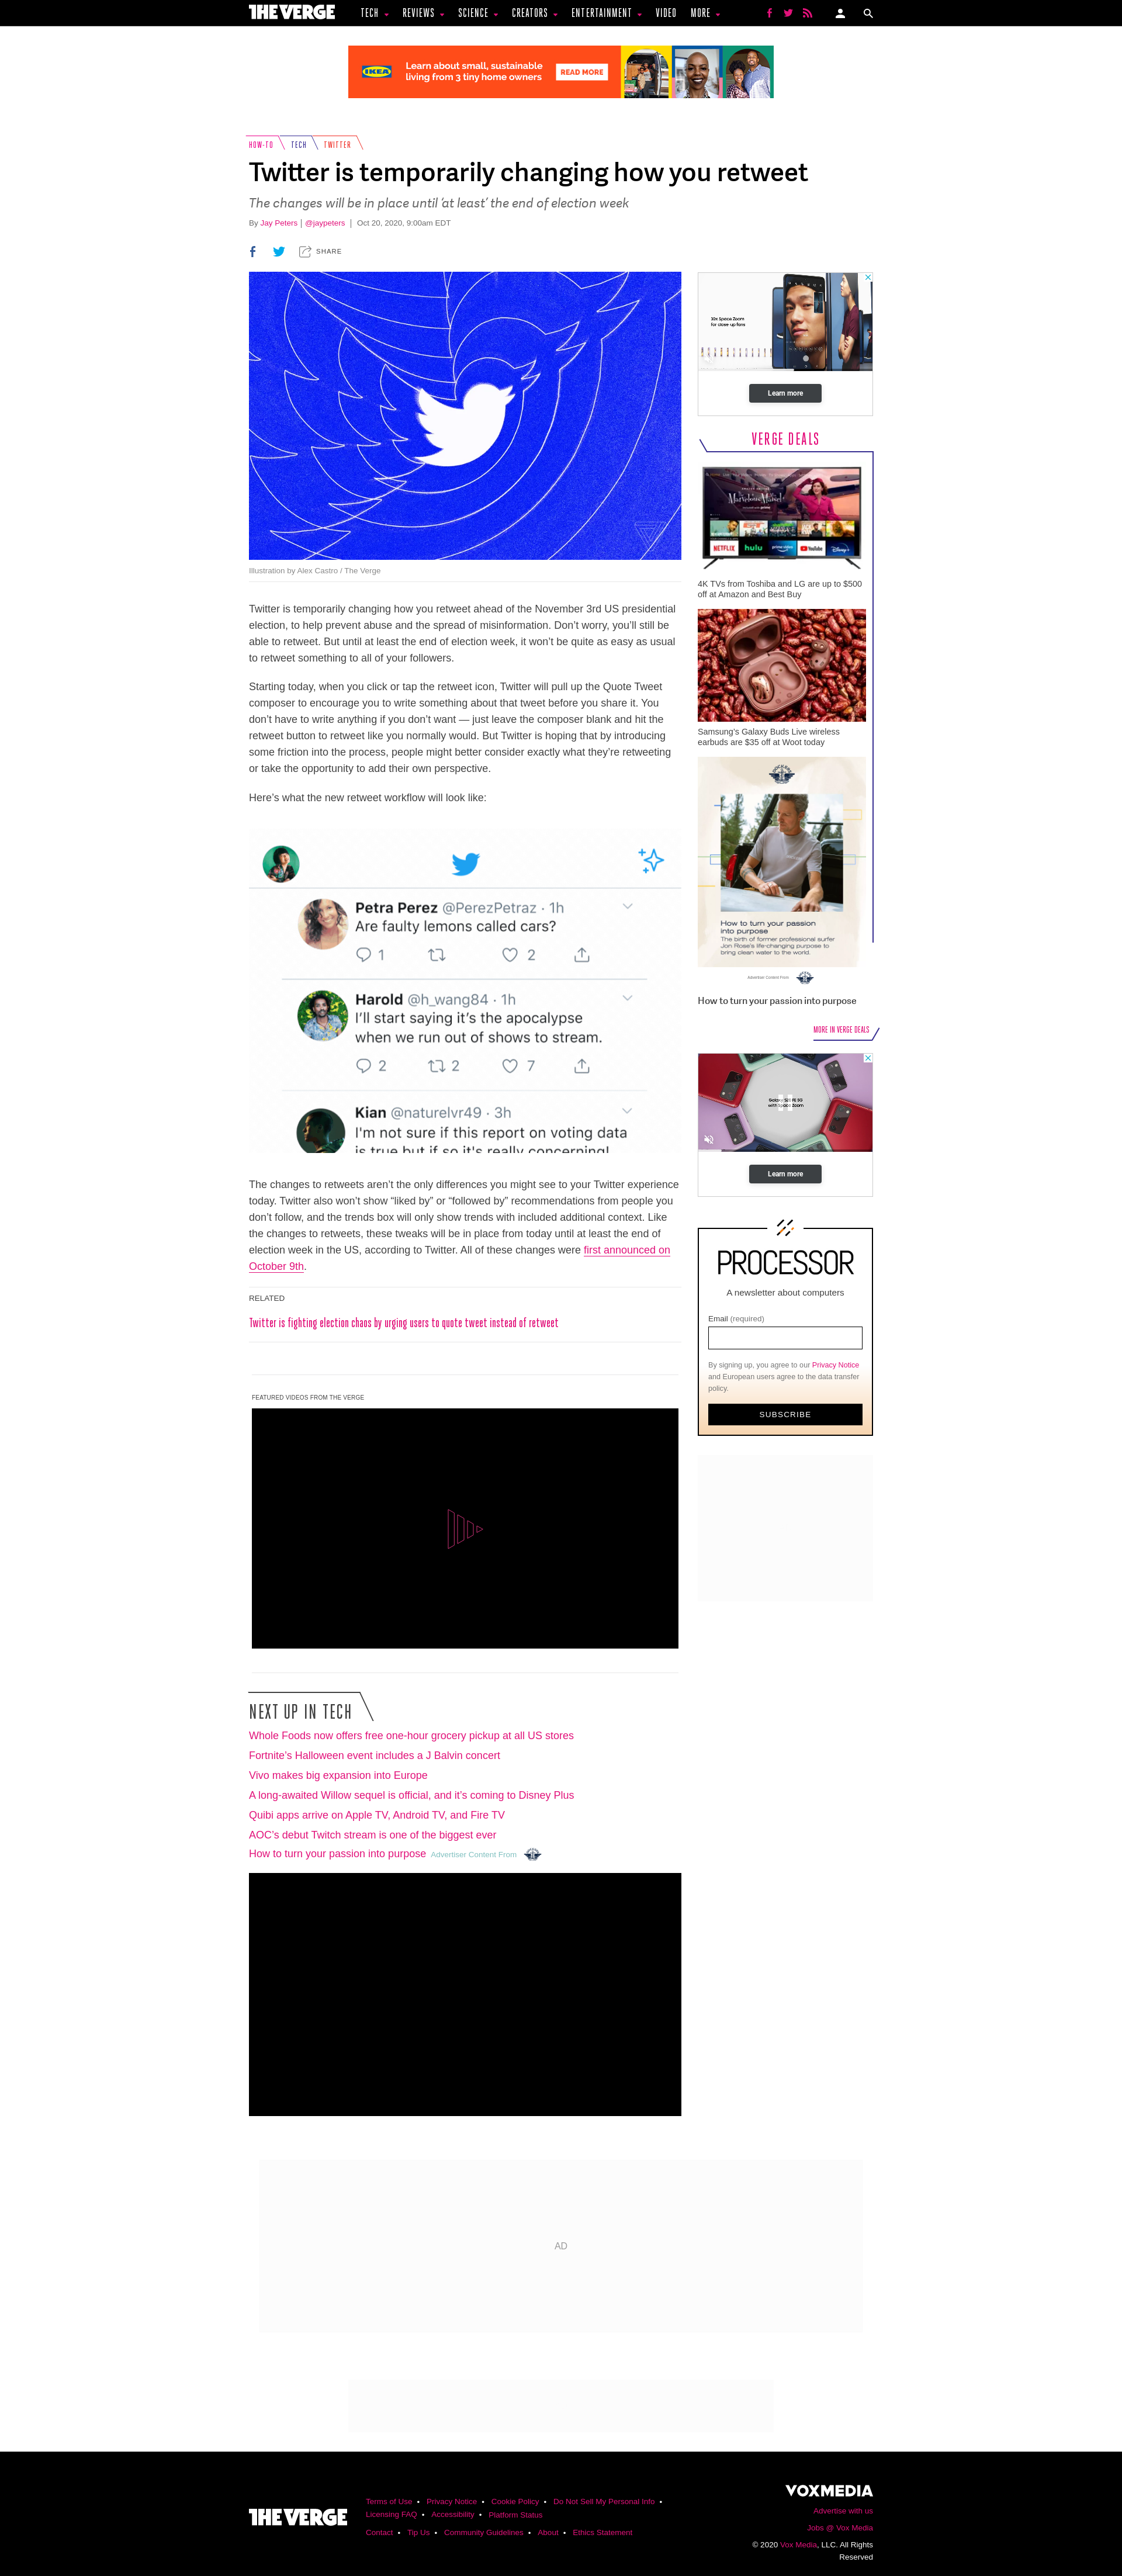 THE VERGE
TECH
REVIEWS
SCIENCE
CREATORS
ENTERTAINMENT
VIDEO
MORE
IKEA
Learn about small, sustainable
living from 3 tiny home owners
READ MORE
HOW-TO
TECH
TWITTER
Twitter is temporarily changing how you retweet
The changes will be in place until ‘at least’ the end of election week
By Jay Peters | @jaypeters | Oct 20, 2020, 9:00am EDT
SHARE
Illustration by Alex Castro / The Verge
Twitter is temporarily changing how you retweet ahead of the November 3rd US presidential
election, to help prevent abuse and the spread of misinformation. Don’t worry, you’ll still be
able to retweet. But until at least the end of election week, it won’t be quite as easy as usual
to retweet something to all of your followers.
Starting today, when you click or tap the retweet icon, Twitter will pull up the Quote Tweet
composer to encourage you to write something about that tweet before you share it. You
don’t have to write anything if you don’t want — just leave the composer blank and hit the
retweet button to retweet like you normally would. But Twitter is hoping that by introducing
some friction into the process, people might better consider exactly what they’re retweeting
or take the opportunity to add their own perspective.
Here’s what the new retweet workflow will look like:
Petra Perez @PerezPetraz · 1h
Are faulty lemons called cars?
1
2
Harold @h_wang84 · 1h
I’ll start saying it’s the apocalypse
when we run out of shows to stream.
2
2
7
Kian @naturelvr49 · 3h
I'm not sure if this report on voting data
is true but if so it's really concerning!
The changes to retweets aren’t the only differences you might see to your Twitter experience
today. Twitter also won’t show “liked by” or “followed by” recommendations from people you
don’t follow, and the trends box will only show trends with included additional context. Like
the changes to retweets, these tweaks will be in place from today until at least the end of
election week in the US, according to Twitter. All of these changes were first announced on
October 9th.
RELATED
Twitter is fighting election chaos by urging users to quote tweet instead of retweet
FEATURED VIDEOS FROM THE VERGE
NEXT UP IN TECH
Whole Foods now offers free one-hour grocery pickup at all US stores
Fortnite’s Halloween event includes a J Balvin concert
Vivo makes big expansion into Europe
A long-awaited Willow sequel is official, and it’s coming to Disney Plus
Quibi apps arrive on Apple TV, Android TV, and Fire TV
AOC’s debut Twitch stream is one of the biggest ever
How to turn your passion into purpose Advertiser Content From
Space Zoom
for close up fans
Learn more
VERGE DEALS
NETFLIX
hulu
prime video
YouTube
Disney+
4K TVs from Toshiba and LG are up to $500
off at Amazon and Best Buy
Samsung’s Galaxy Buds Live wireless
earbuds are $35 off at Woot today
How to turn your passion
into purpose
The birth of former professional surfer
Jon Rose's life-changing purpose to
bring clean water to the world.
Advertiser Content From
How to turn your passion into purpose
MORE IN VERGE DEALS
with Space Zoom
Learn more
PROCESSOR
A newsletter about computers
Email (required)
By signing up, you agree to our Privacy Notice
and European users agree to the data transfer
policy.
SUBSCRIBE
AD
THE VERGE
Terms of Use • Privacy Notice • Cookie Policy • Do Not Sell My Personal Info •
Licensing FAQ • Accessibility • Platform Status
Contact • Tip Us • Community Guidelines • About • Ethics Statement
VOXMEDIA
Advertise with us
Jobs @ Vox Media
© 2020 Vox Media, LLC. All Rights
Reserved